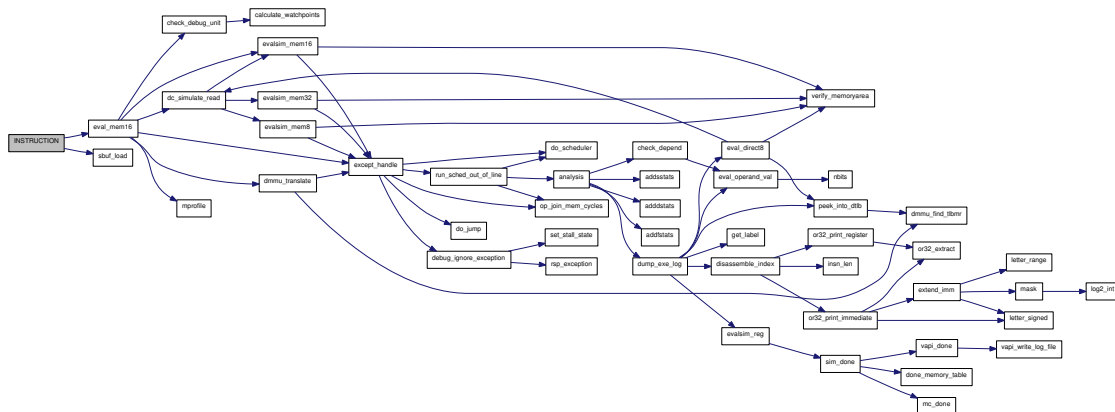 INSTRUCTION
eval_mem16
sbuf_load
check_debug_unit
dc_simulate_read
dmmu_translate
mprofile
calculate_watchpoints
evalsim_mem16
evalsim_mem32
evalsim_mem8
except_handle
do_scheduler
run_sched_out_of_line
op_join_mem_cycles
do_jump
debug_ignore_exception
set_stall_state
rsp_exception
analysis
check_depend
addsstats
adddstats
addfstats
dump_exe_log
eval_direct8
eval_operand_val
get_label
disassemble_index
evalsim_reg
verify_memoryarea
nbits
peek_into_dtlb
or32_print_register
insn_len
or32_print_immediate
sim_done
dmmu_find_tlbmr
or32_extract
extend_imm
letter_range
mask
log2_int
letter_signed
vapi_done
vapi_write_log_file
done_memory_table
mc_done